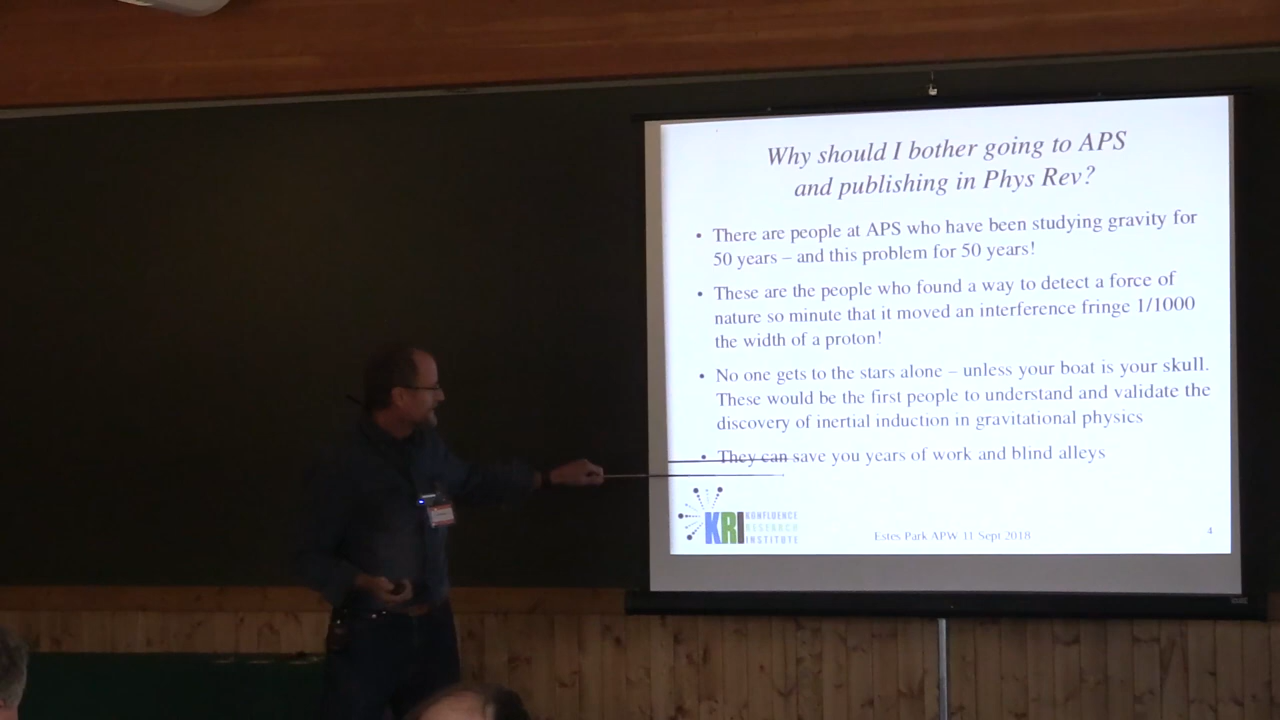 Why should I bother going to APS
and publishing in Phys Rev?
• There are people at APS who have been studying gravity for
50 years – and this problem for 50 years!
• These are the people who found a way to detect a force of
nature so minute that it moved an interference fringe 1/1000
the width of a proton!
• No one gets to the stars alone – unless your boat is your skull.
These would be the first people to understand and validate the
discovery of inertial induction in gravitational physics
• They can save you years of work and blind alleys
KRI
KONFLUENCE
RESEARCH
INSTITUTE
Estes Park APW 11 Sept 2018
4